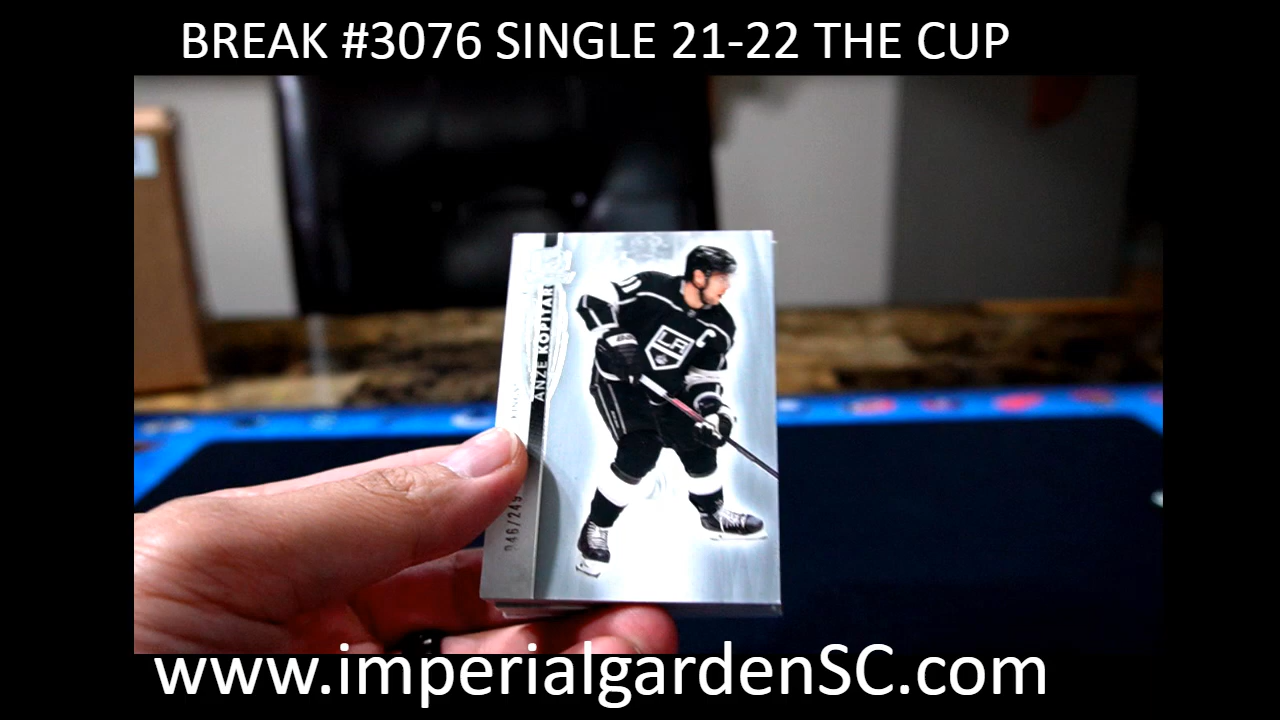 BREAK #3076 SINGLE 21-22 THE CUP
ANZE KOPITAR
046/249
C
www.imperialgardenSC.com